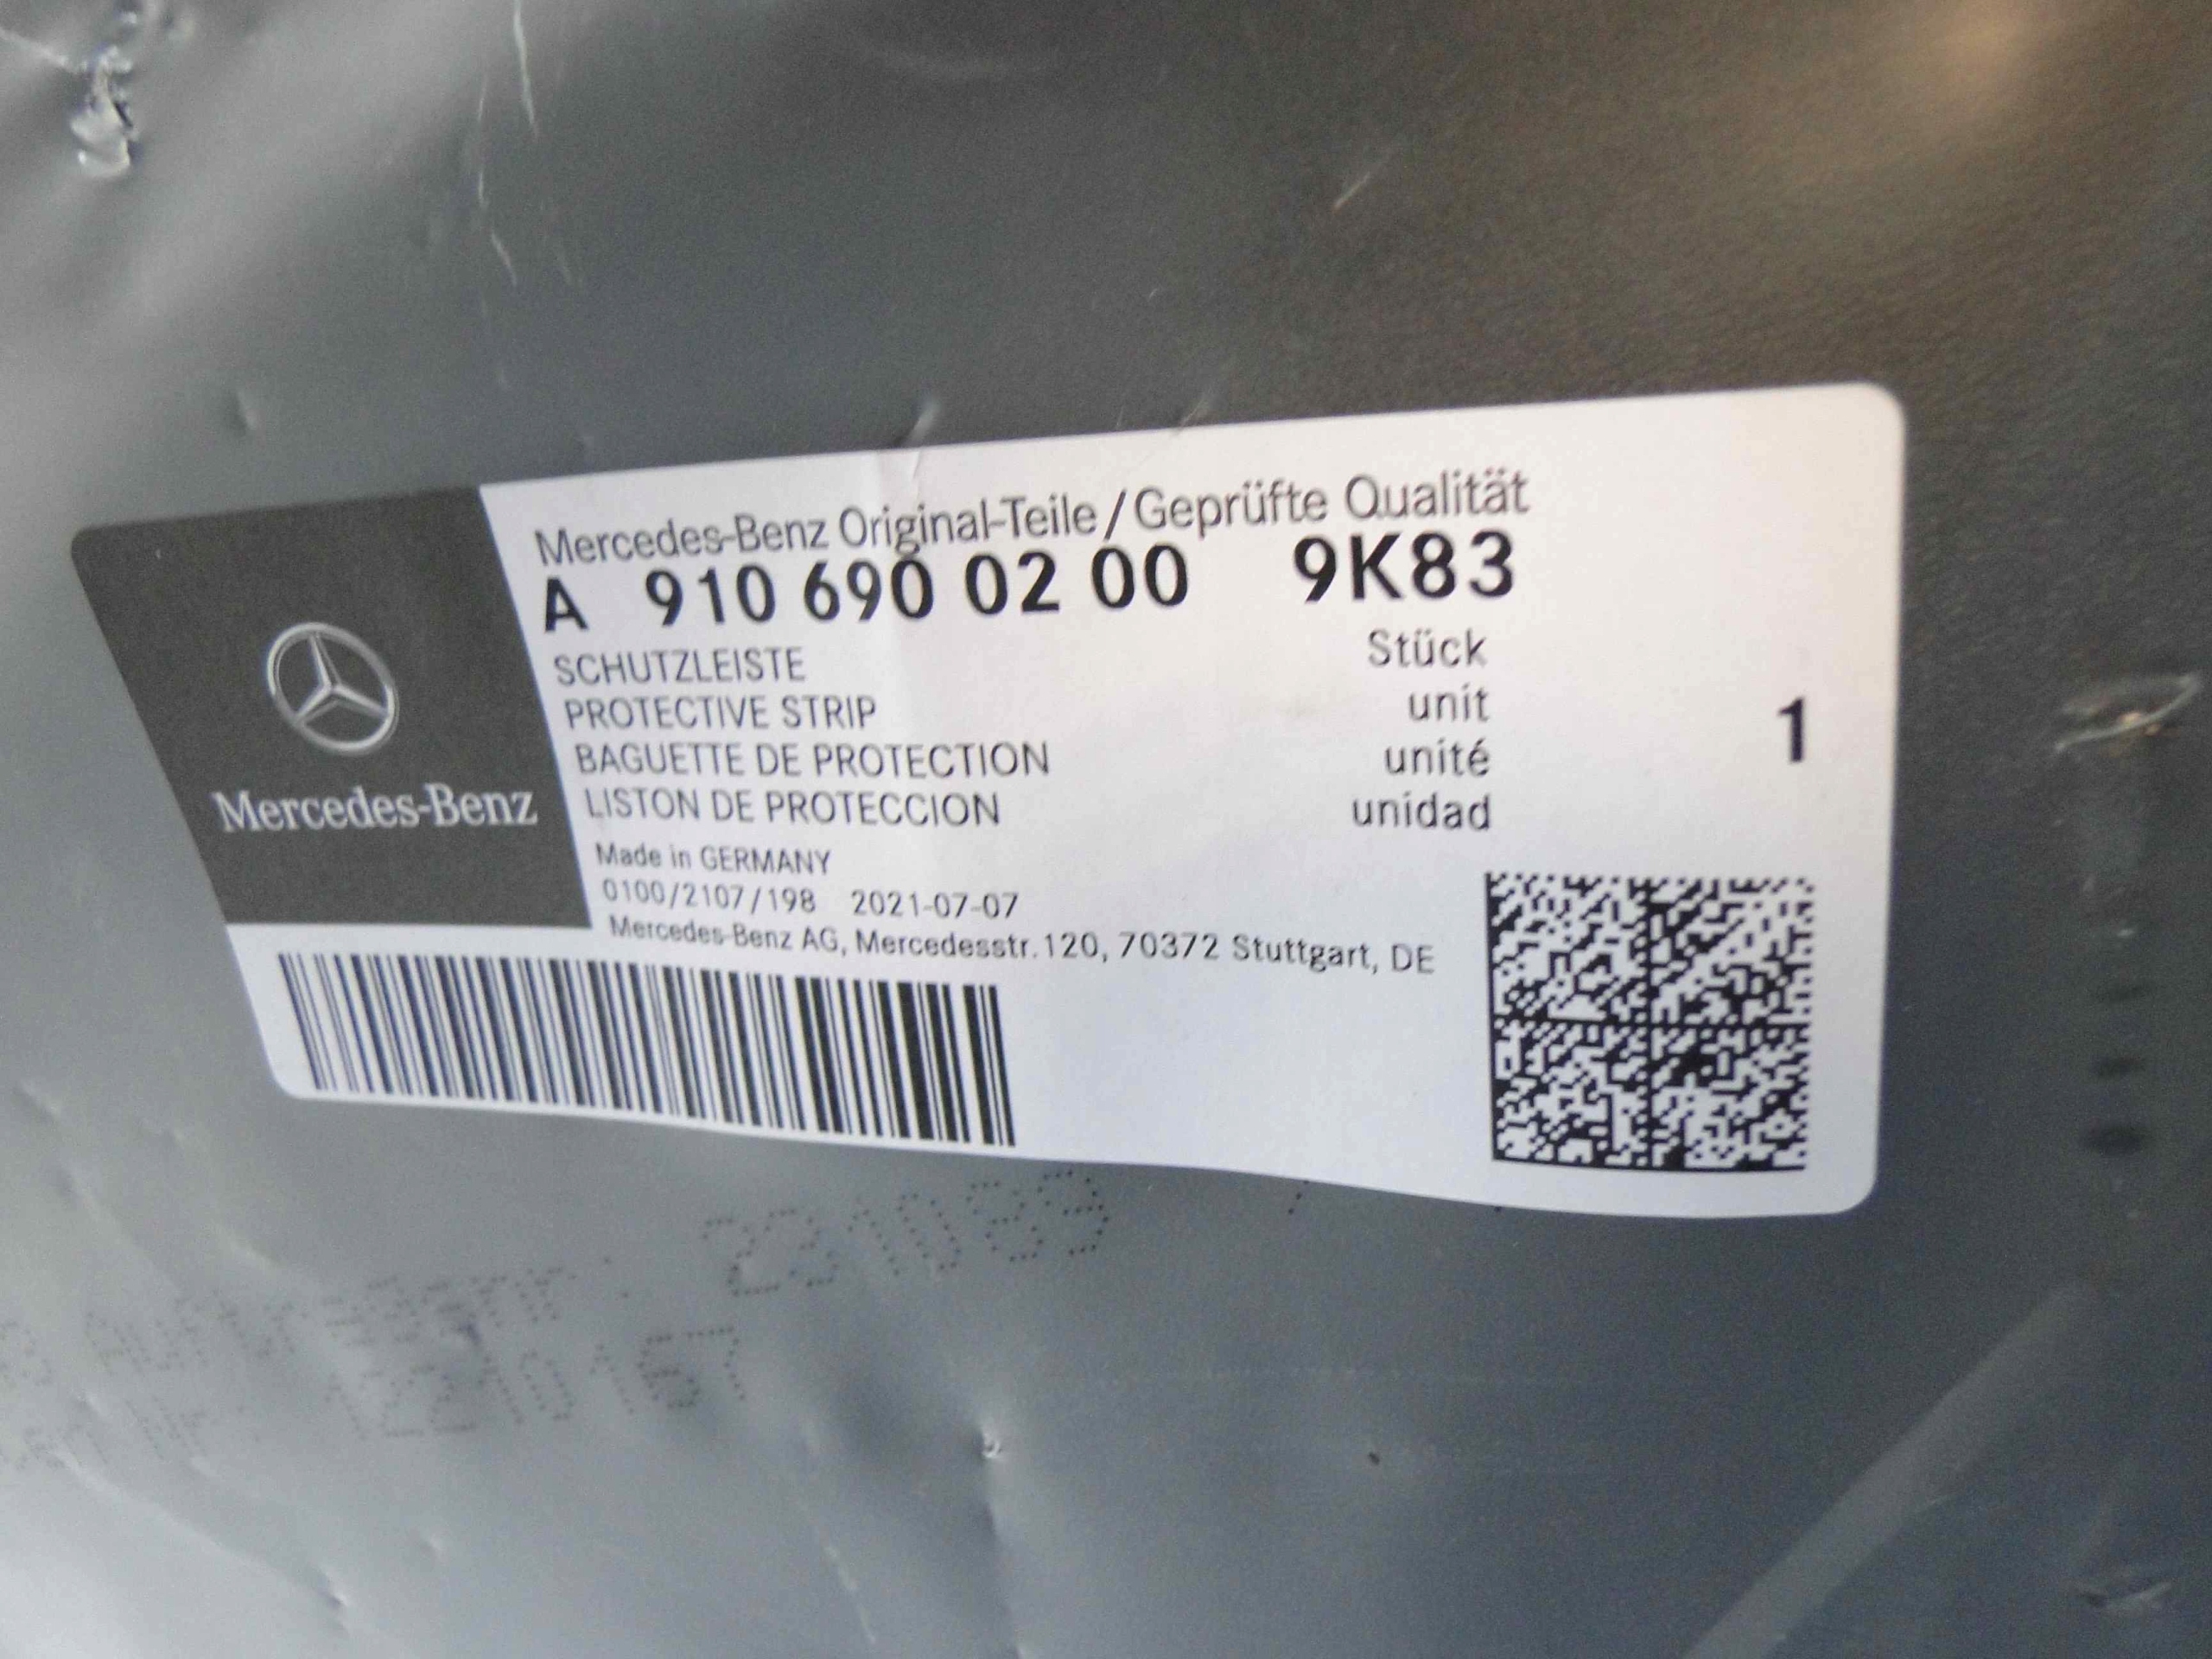 Mercedes-Benz Original-Teile/Geprüfte Qualität
A 910 690 02 00 9K83
SCHUTZLEISTE Stück
PROTECTIVE STRIP unit 1
BAGUETTE DE PROTECTION unité
LISTON DE PROTECCION unidad
Mercedes-Benz
Made in GERMANY
0100/2107/198 2021-07-07
Mercedes-Benz AG, Mercedesstr. 120, 70372 Stuttgart, DE